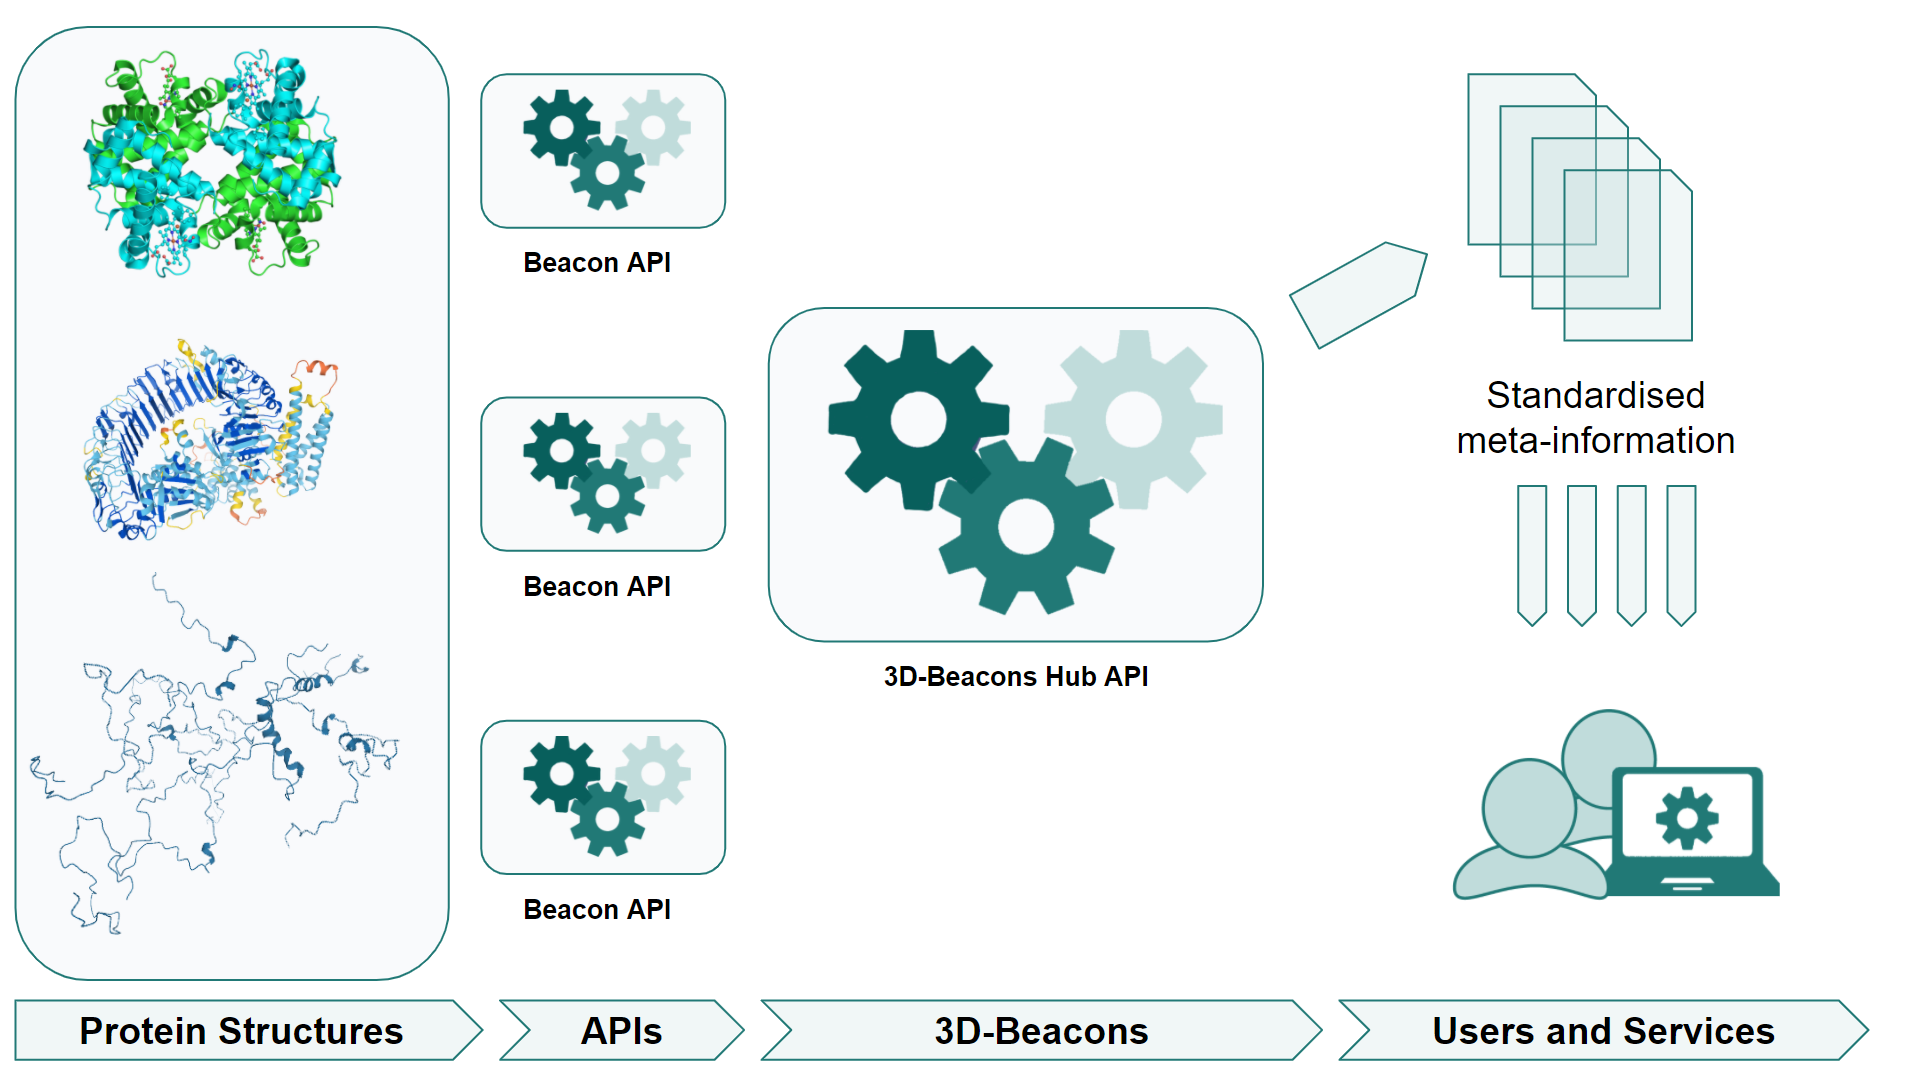 Beacon API
Beacon API
Beacon API
3D-Beacons Hub API
Standardised
meta-information
Protein Structures
APIs
3D-Beacons
Users and Services